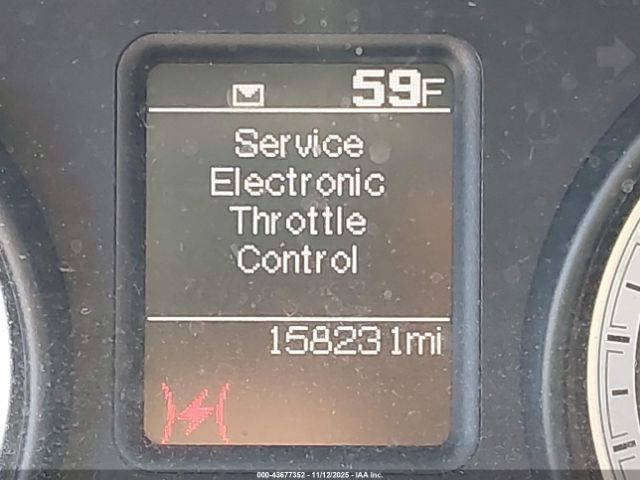 59F
Service
Electronic
Throttle
Control
158231mi
000-43677352 - 11/12/2025 - IAA Inc.